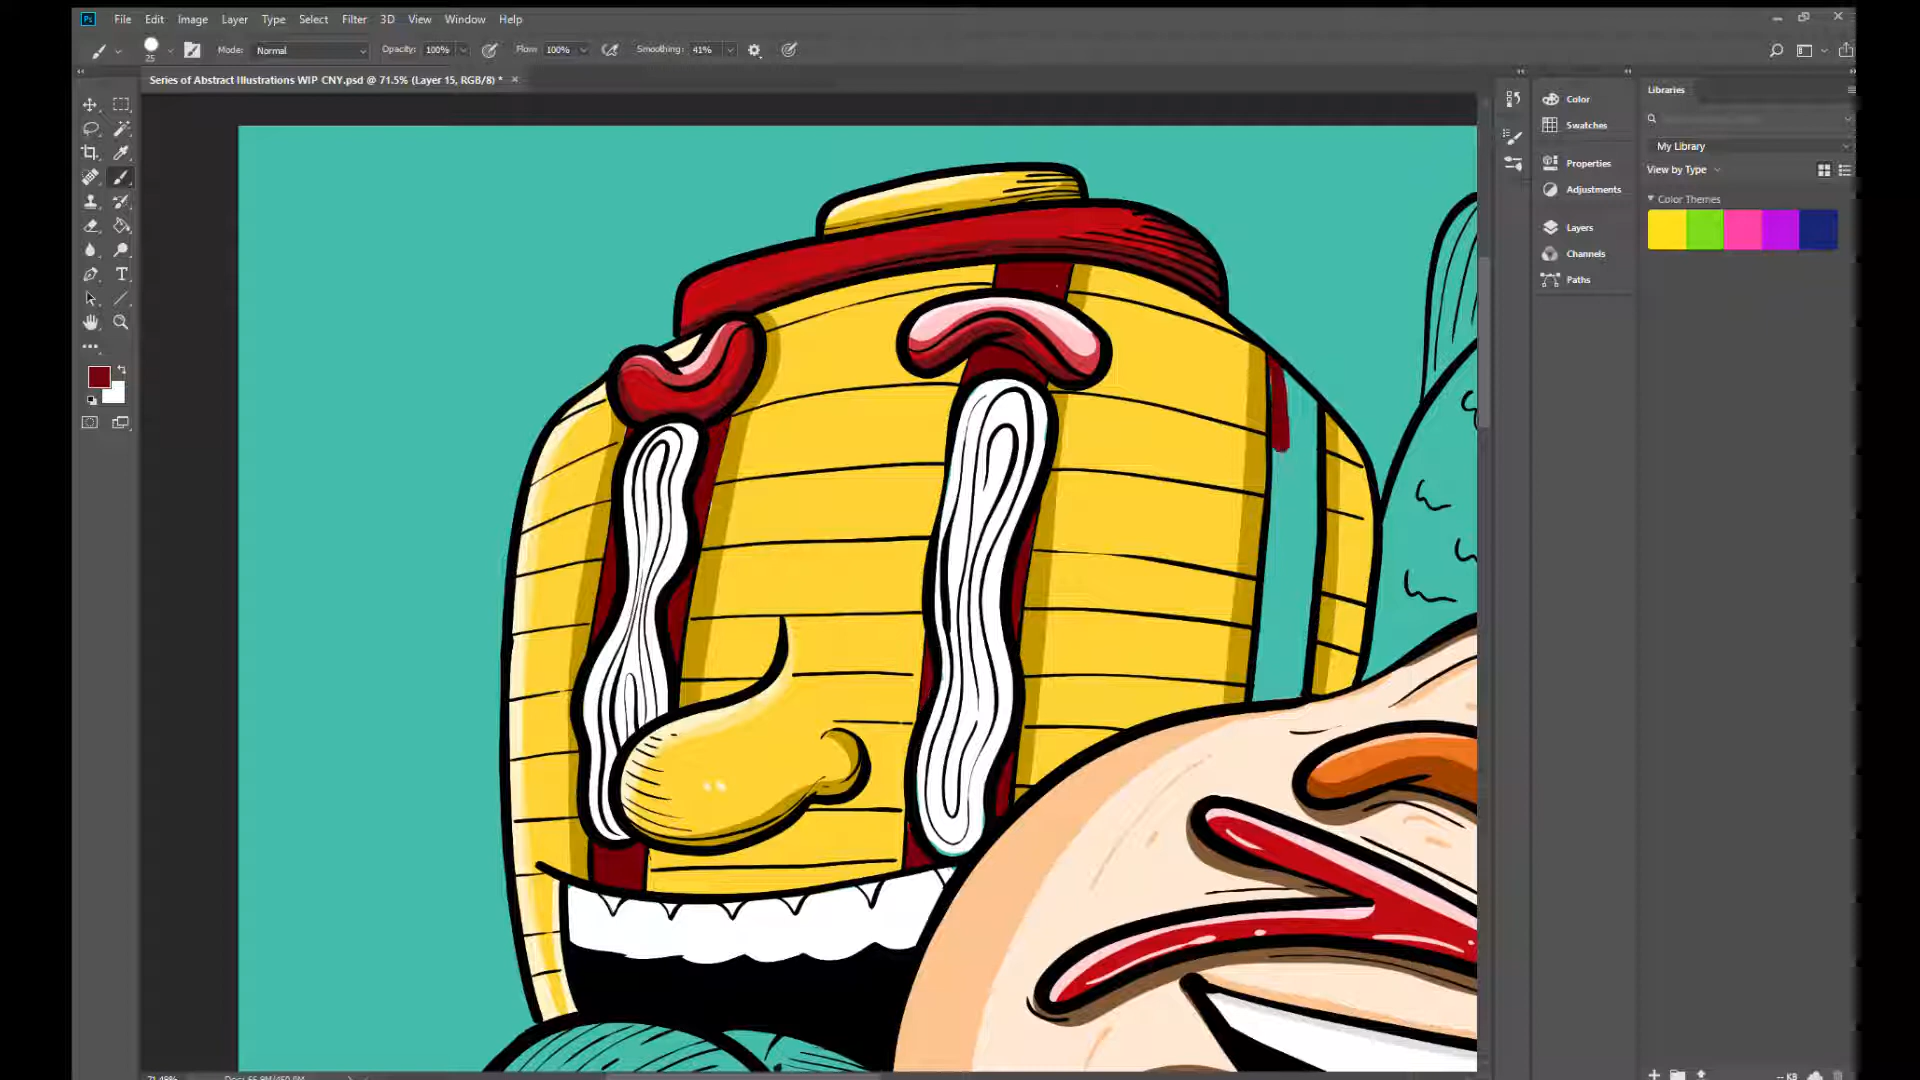 Ps File Edit Image Layer Type Select Filter 3D View Window Help
25 Mode: Normal Opacity: 100% Flow: 100% Smoothing: 41%
Series of Abstract Illustrations WIP CNY.psd @ 71.5% (Layer 15, RGB/8) *
Color
Swatches
Properties
Adjustments
Layers
Channels
Paths
Libraries
My Library
View by Type
Color Themes
-- KB